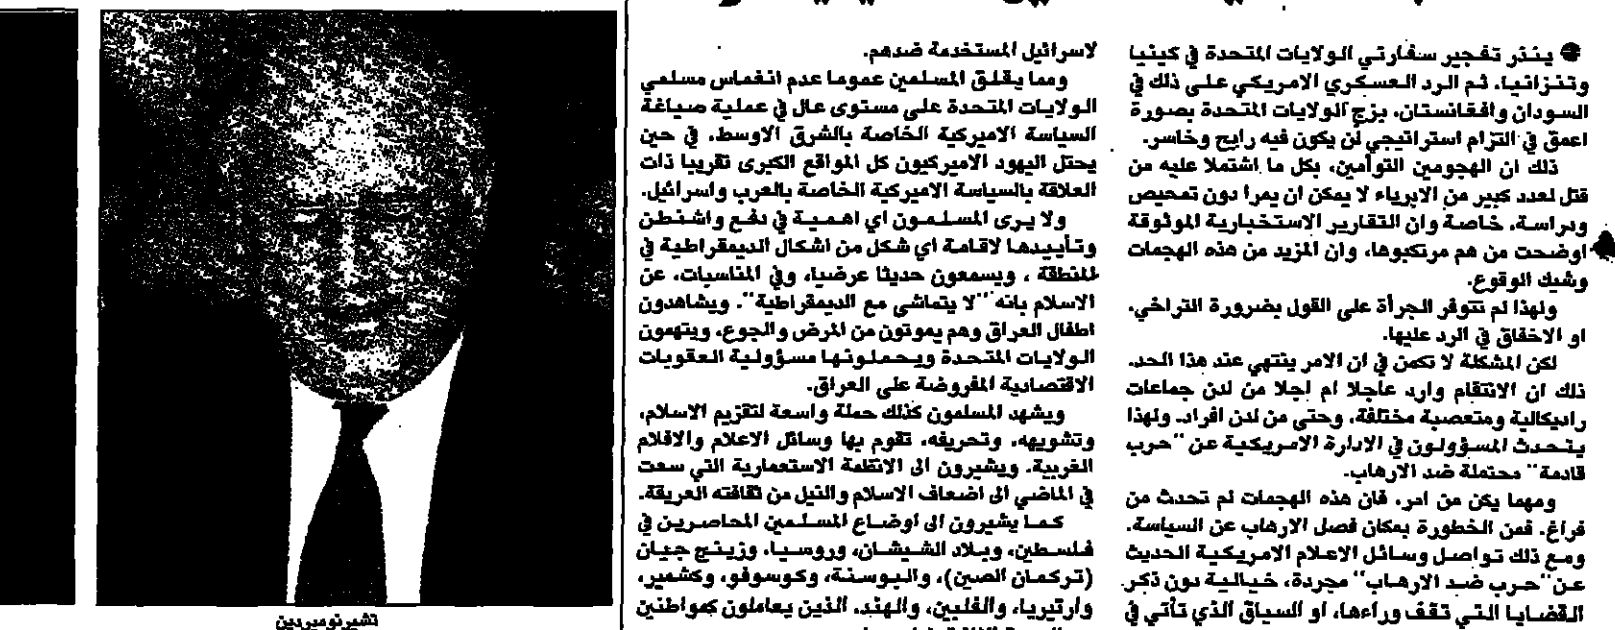 ينذر تفجير سفارتي الولايات المتحدة في كينيا
وتنزانيا، ثم الرد العسكري الامريكي على ذلك في
السودان وافغانستان، بزج الولايات المتحدة بصورة
اعمق في التزام استراتيجي لن يكون فيه رابح وخاسر.
ذلك ان الهجومين التوأمين، بكل ما اشتملا عليه من
قتل لعدد كبير من الابرياء لا يمكن ان يمرا دون تمحيص
ودراسة، خاصة وان التقارير الاستخبارية الموثوقة
اوضحت من هم مرتكبوها، وان المزيد من هذه الهجمات
وشيك الوقوع.
ولهذا لم تتوفر الجرأة على القول بضرورة التراخي،
او الاخفاق في الرد عليها.
لكن المشكلة لا تكمن في ان الامر ينتهي عند هذا الحد.
ذلك ان الانتقام وارد عاجلا ام اجلا من لدن جماعات
راديكالية ومتعصبة مختلفة، وحتى من لدن افراد. ولهذا
يتحدث المسؤولون في الادارة الامريكية عن "حرب
قادمة" محتملة ضد الارهاب.
ومهما يكن من امر، فان هذه الهجمات لم تحدث من
فراغ. فمن الخطورة بمكان فصل الارهاب عن السياسة.
ومع ذلك تواصل وسائل الاعلام الامريكية الحديث
عن "حرب ضد الارهاب" مجردة، خيالية دون ذكر
القضايا التي تقف وراءها، او السياق الذي تأتي في
لاسرائيل المستخدمة ضدهم.
ومما يقلق المسلمين عموما عدم انغماس مسلمي
الولايات المتحدة على مستوى عال في عملية صياغة
السياسة الاميركية الخاصة بالشرق الاوسط، في حين
يحتل اليهود الاميركيون كل المواقع الكبرى تقريبا ذات
العلاقة بالسياسة الاميركية الخاصة بالعرب واسرائيل.
ولا يرى المسلمون اي اهمية في دفع واشنطن
وتأييدها لاقامة اي شكل من اشكال الديمقراطية في
المنطقة ، ويسمعون حديثا عرضيا، وفي المناسبات، عن
الاسلام بانه "لا يتماشى مع الديمقراطية". ويشاهدون
اطفال العراق وهم يموتون من المرض والجوع، ويتهمون
الولايات المتحدة ويحملونها مسؤولية العقوبات
الاقتصادية المفروضة على العراق.
ويشهد المسلمون كذلك حملة واسعة لتقزيم الاسلام،
وتشويهه، وتحريفه، تقوم بها وسائل الاعلام والاقلام
الغربية. ويشيرون الى الانظمة الاستعمارية التي سعت
في الماضي الى اضعاف الاسلام والنيل من ثقافته العريقة.
كما يشيرون الى اوضاع المسلمين المحاصرين في
فلسطين، وبلاد الشيشان، وروسيا، وزينج جيان
(تركمان الصين)، والبوسنة، وكوسوفو، وكشمير،
وارتيريا، والفلبين، والهند. الذين يعاملون كمواطنين
تشيرنوميردين